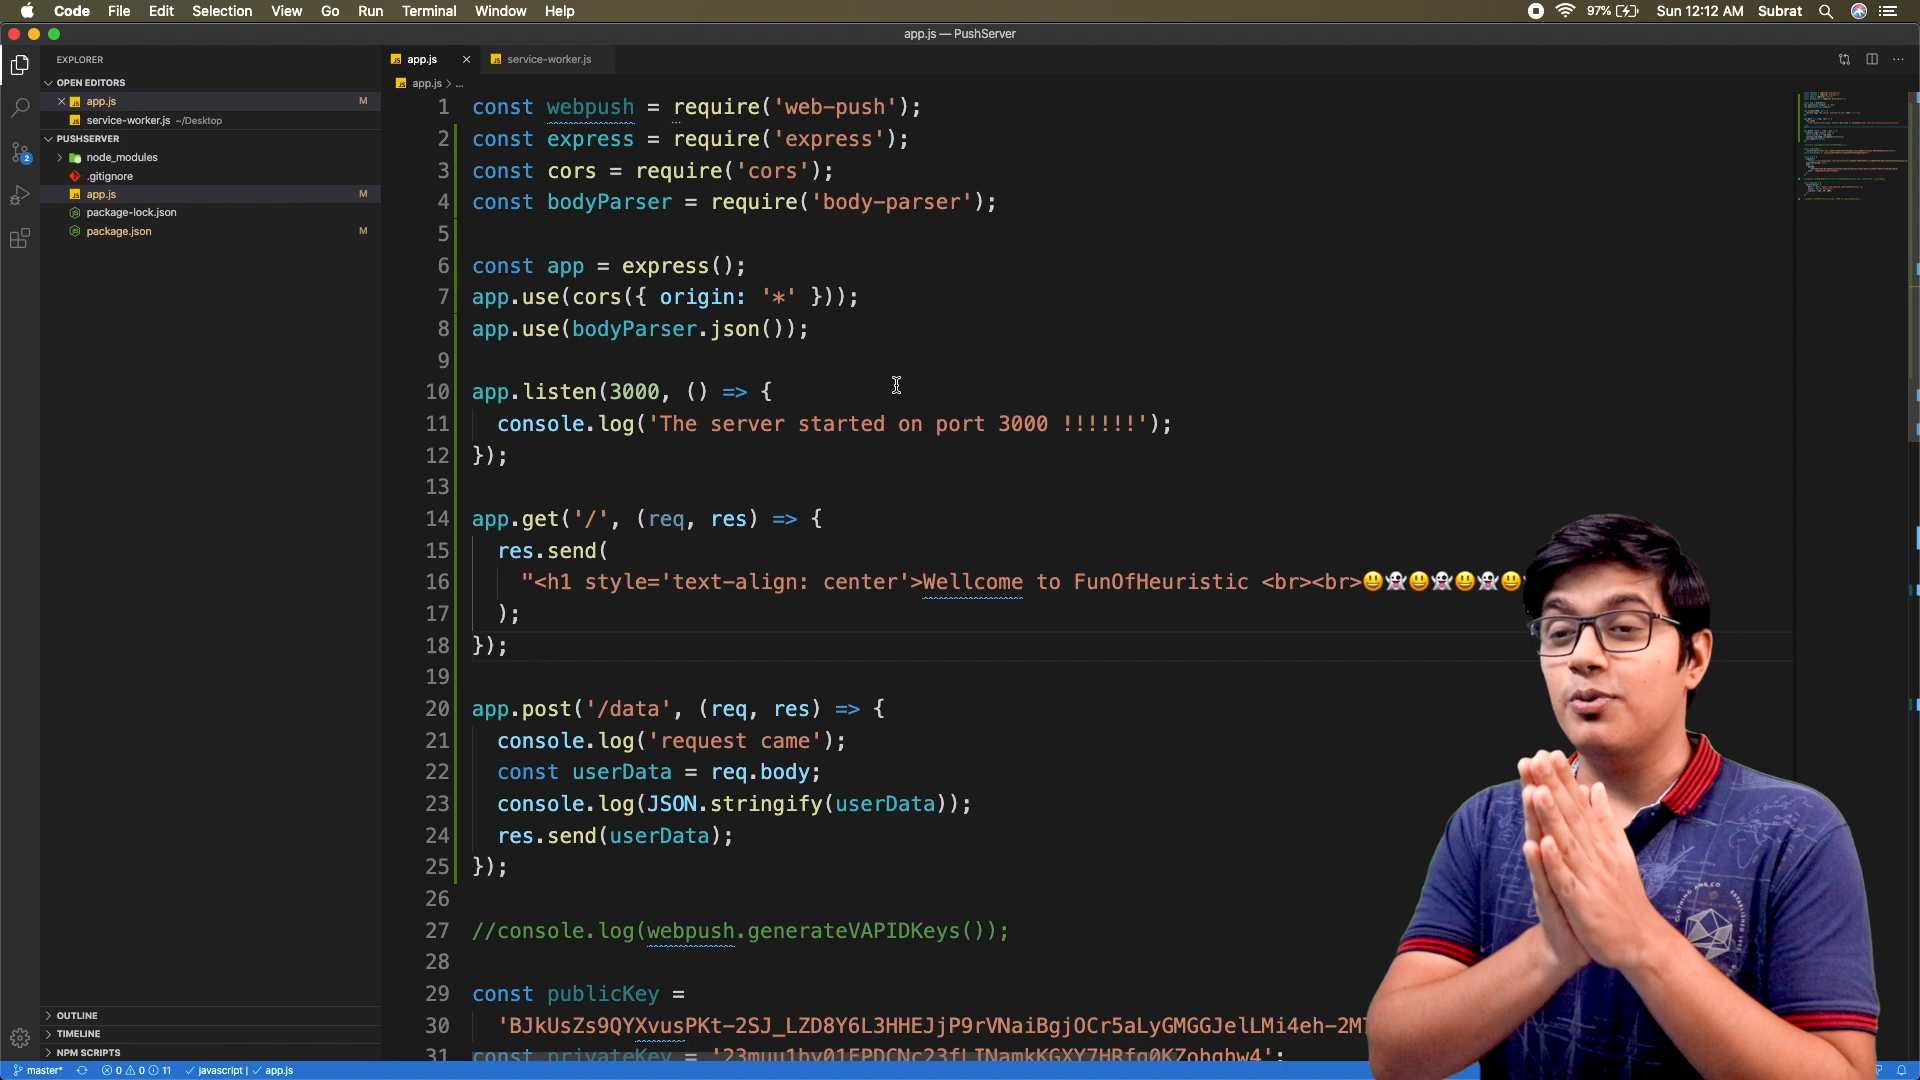 Code File Edit Selection View Go Run Terminal Window Help
97% Sun 12:12 AM Subrat
app.js — PushServer
EXPLORER
OPEN EDITORS
app.js M
service-worker.js ~/Desktop
PUSHSERVER
node_modules
.gitignore
app.js M
package-lock.json
package.json M
OUTLINE
TIMELINE
NPM SCRIPTS
app.js
service-worker.js
app.js > ...
1 const webpush = require('web-push');
2 const express = require('express');
3 const cors = require('cors');
4 const bodyParser = require('body-parser');
5
6 const app = express();
7 app.use(cors({ origin: '*' }));
8 app.use(bodyParser.json());
9
10 app.listen(3000, () => {
11 console.log('The server started on port 3000 !!!!!!');
12 });
13
14 app.get('/', (req, res) => {
15 res.send(
16 "<h1 style='text-align: center'>Wellcome to FunOfHeuristic <br><br>😃👻😃👻😃👻😃
17 );
18 });
19
20 app.post('/data', (req, res) => {
21 console.log('request came');
22 const userData = req.body;
23 console.log(JSON.stringify(userData));
24 res.send(userData);
25 });
26
27 //console.log(webpush.generateVAPIDKeys());
28
29 const publicKey =
30 'BJkUsZs9QYXvusPKt-2SJ_LZD8Y6L3HHEJjP9rVNaiBgjOCr5aLyGMGGJelLMi4eh-2M
31 const privateKey =
master* 0 0 11 javascript | app.js